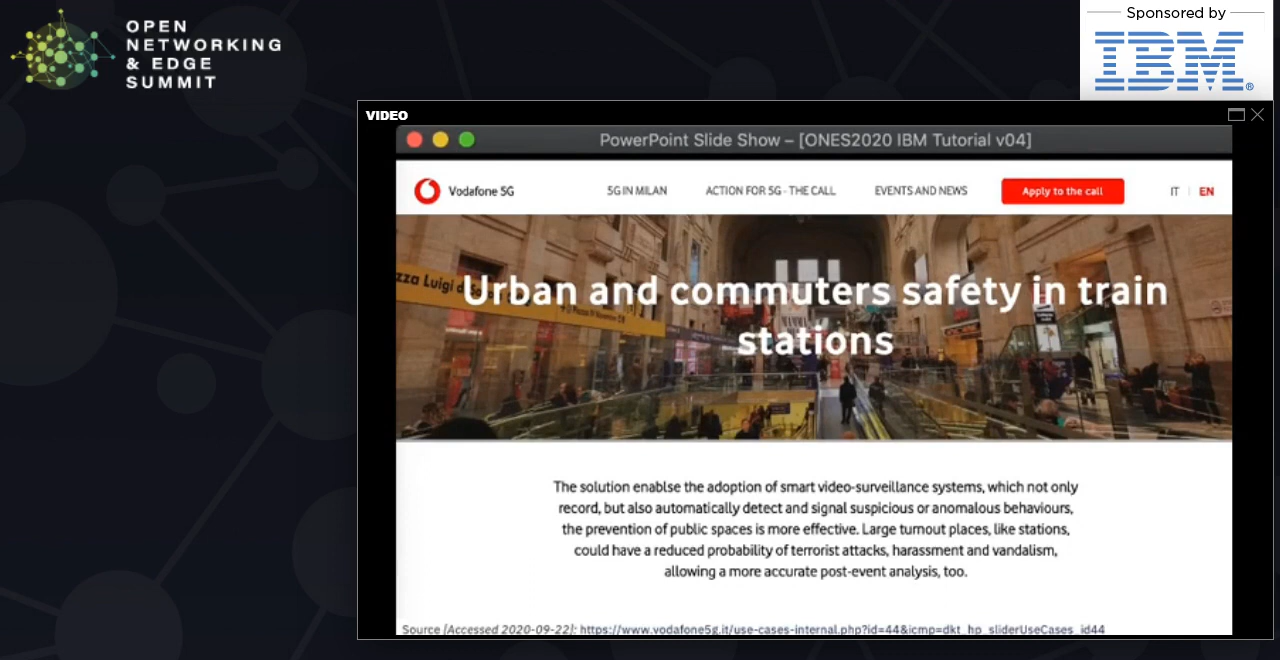 OPEN
NETWORKING
& EDGE
SUMMIT
Sponsored by
IBM®
VIDEO
PowerPoint Slide Show – [ONES2020 IBM Tutorial v04]
Vodafone 5G
5G IN MILAN
ACTION FOR 5G - THE CALL
EVENTS AND NEWS
Apply to the call
IT | EN
zza Luigi d
Urban and commuters safety in train
stations
The solution enablse the adoption of smart video-surveillance systems, which not only
record, but also automatically detect and signal suspicious or anomalous behaviours,
the prevention of public spaces is more effective. Large turnout places, like stations,
could have a reduced probability of terrorist attacks, harassment and vandalism,
allowing a more accurate post-event analysis, too.
Source [Accessed 2020-09-22]: https://www.vodafone5g.it/use-cases-internal.php?id=44&icmp=dkt_hp_sliderUseCases_id44